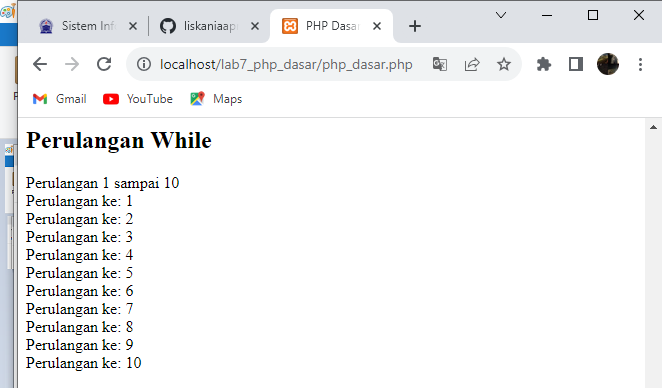 Sistem Inf
liskaniaapr
PHP Dasar
localhost/lab7_php_dasar/php_dasar.php
Gmail YouTube Maps
Perulangan While
Perulangan 1 sampai 10
Perulangan ke: 1
Perulangan ke: 2
Perulangan ke: 3
Perulangan ke: 4
Perulangan ke: 5
Perulangan ke: 6
Perulangan ke: 7
Perulangan ke: 8
Perulangan ke: 9
Perulangan ke: 10